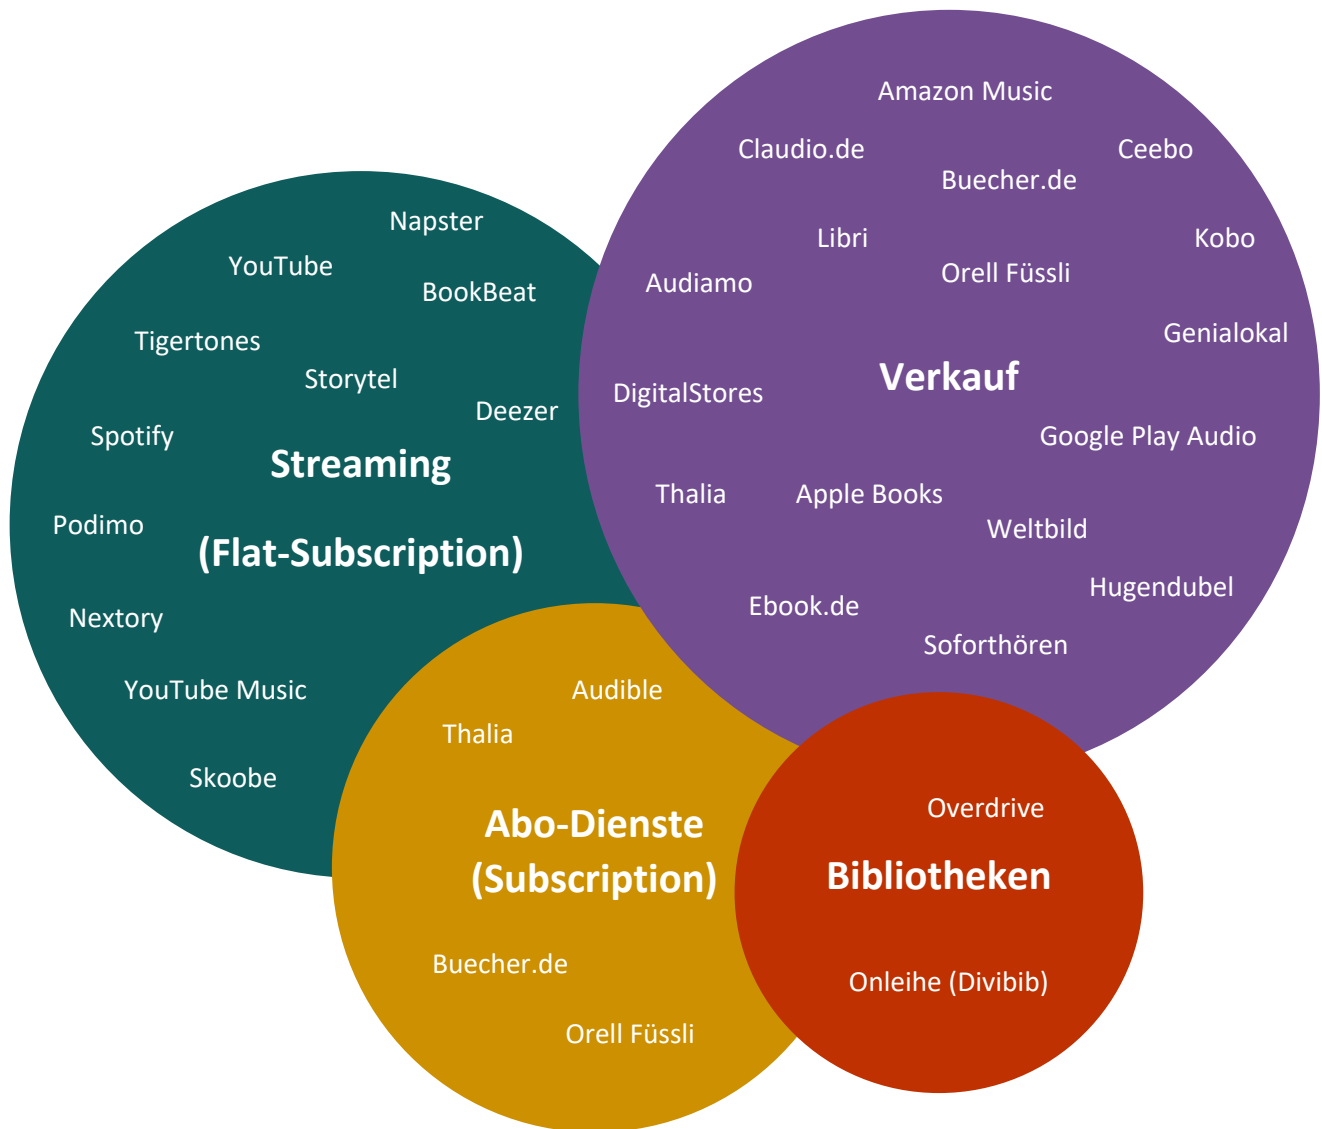 Amazon Music
Claudio.de
Ceebo
Buecher.de
Libri
Kobo
Audiamo
Orell Füssli
Genialokal
Verkauf
DigitalStores
Google Play Audio
Thalia
Apple Books
Weltbild
Hugendubel
Ebook.de
Soforthören
Napster
YouTube
BookBeat
Tigertones
Storytel
Deezer
Spotify
Streaming
Podimo
(Flat-Subscription)
Nextory
YouTube Music
Skoobe
Audible
Thalia
Abo-Dienste
(Subscription)
Buecher.de
Orell Füssli
Overdrive
Bibliotheken
Onleihe (Divibib)